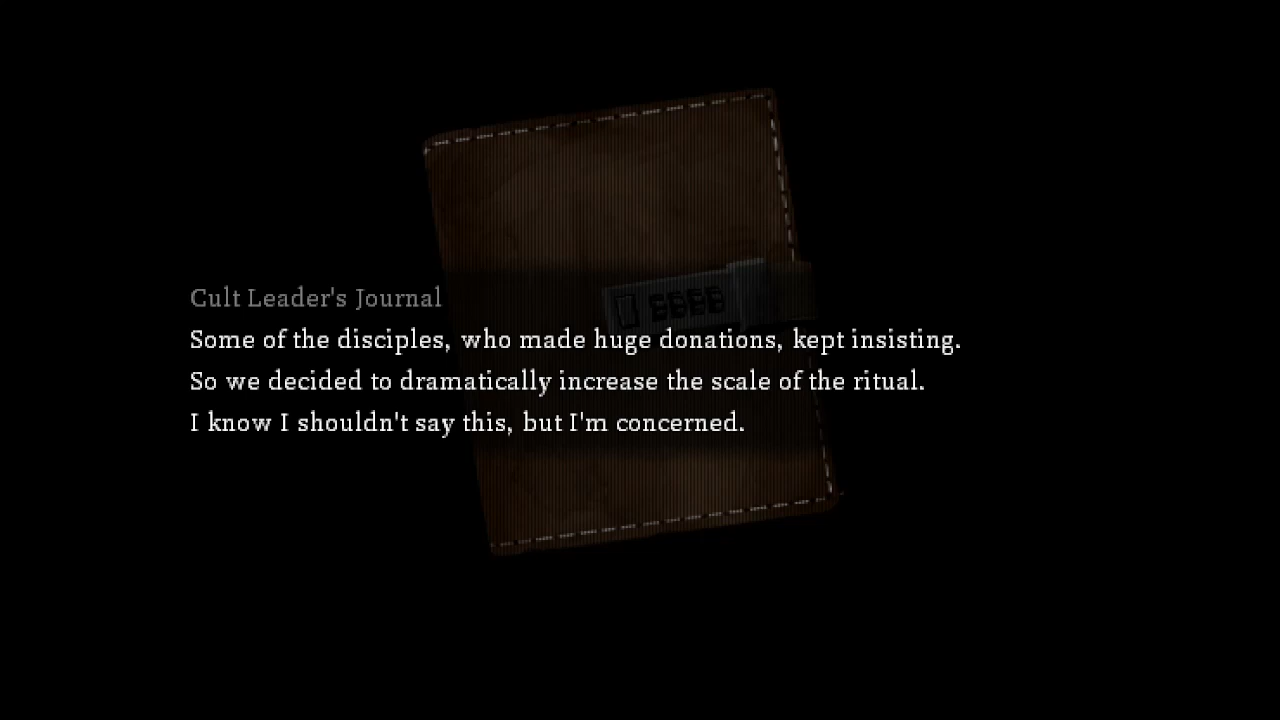 Cult Leader's Journal
Some of the disciples, who made huge donations, kept insisting.
So we decided to dramatically increase the scale of the ritual.
I know I shouldn't say this, but I'm concerned.